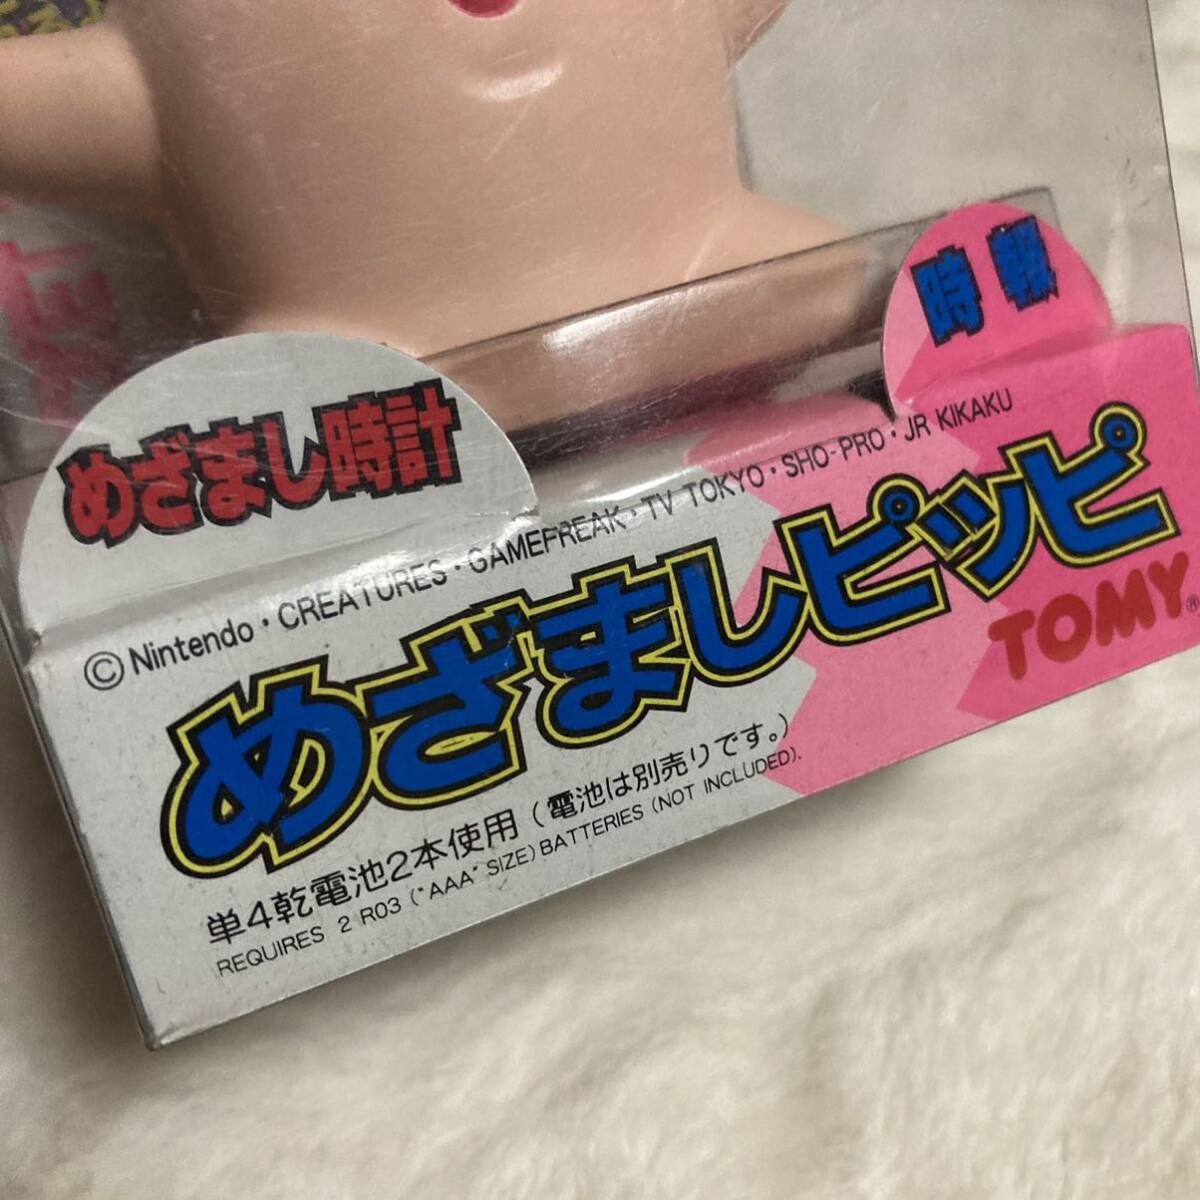 時報
めざまし時計
©Nintendo・CREATURES・GAMEFREAK・TV TOKYO・SHO-PRO・JR KIKAKU
めざましピッピ
TOMY®
単4乾電池2本使用(電池は別売りです。)
REQUIRES 2 R03 ("AAA" SIZE) BATTERIES (NOT INCLUDED).